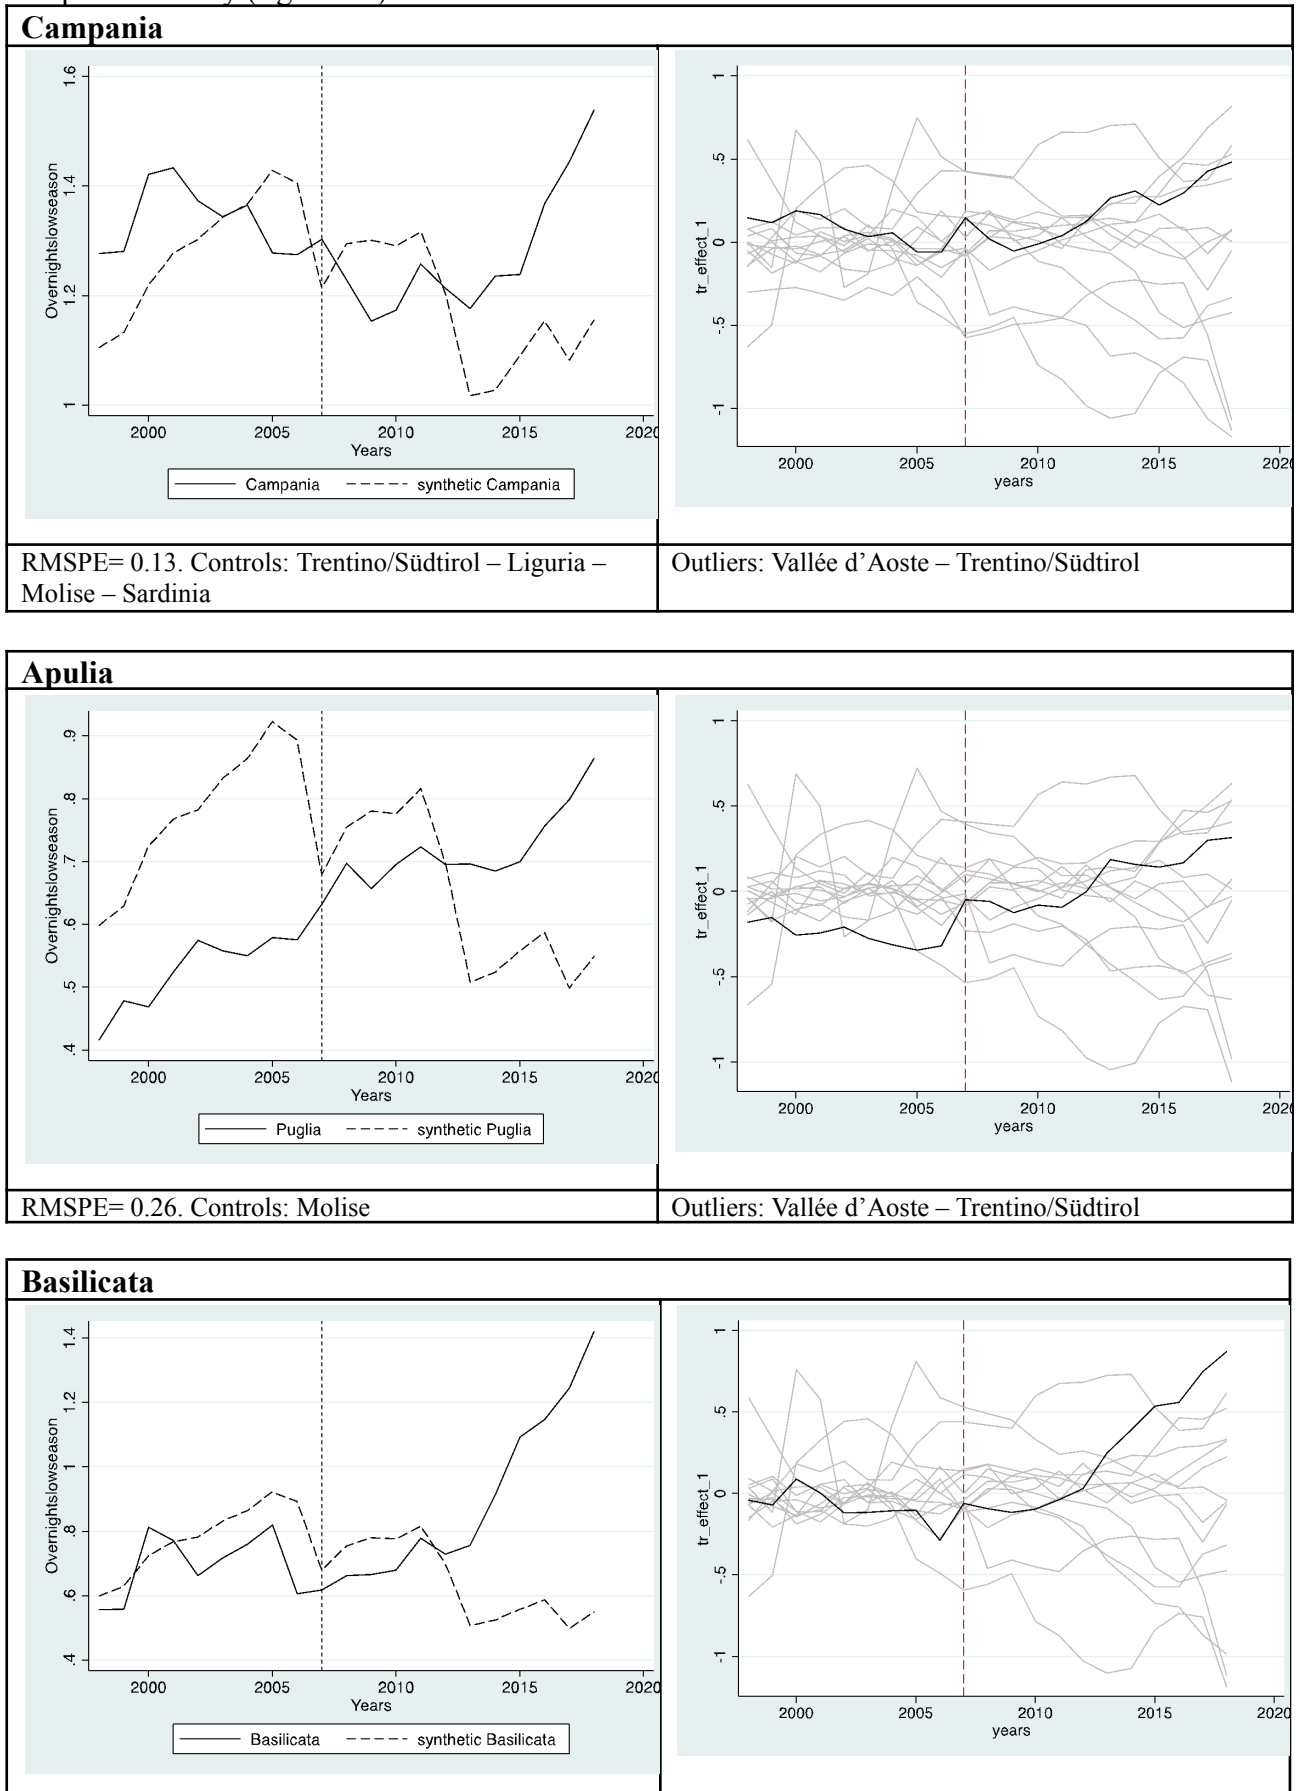 Campania
1.6
1.4
1.2
1
Overnightslowseason
2000 2005 2010 2015 2020
Years
Campania synthetic Campania
1
.5
0
-.5
-1
tr_effect_1
2000 2005 2010 2015
years
RMSPE= 0.13. Controls: Trentino/Südtirol – Liguria –
Molise – Sardinia
Outliers: Vallée d’Aoste – Trentino/Südtirol
Apulia
.9
.8
.7
.6
.5
.4
Overnightslowseason
2000 2005 2010 2015 2020
Years
Puglia synthetic Puglia
1
.5
0
-.5
-1
tr_effect_1
2000 2005 2010 2015
years
RMSPE= 0.26. Controls: Molise
Outliers: Vallée d’Aoste – Trentino/Südtirol
Basilicata
1.4
1.2
1
.8
.6
.4
Overnightslowseason
2000 2005 2010 2015 2020
Years
Basilicata synthetic Basilicata
1
.5
0
-.5
-1
tr_effect_1
2000 2005 2010 2015 2020
years